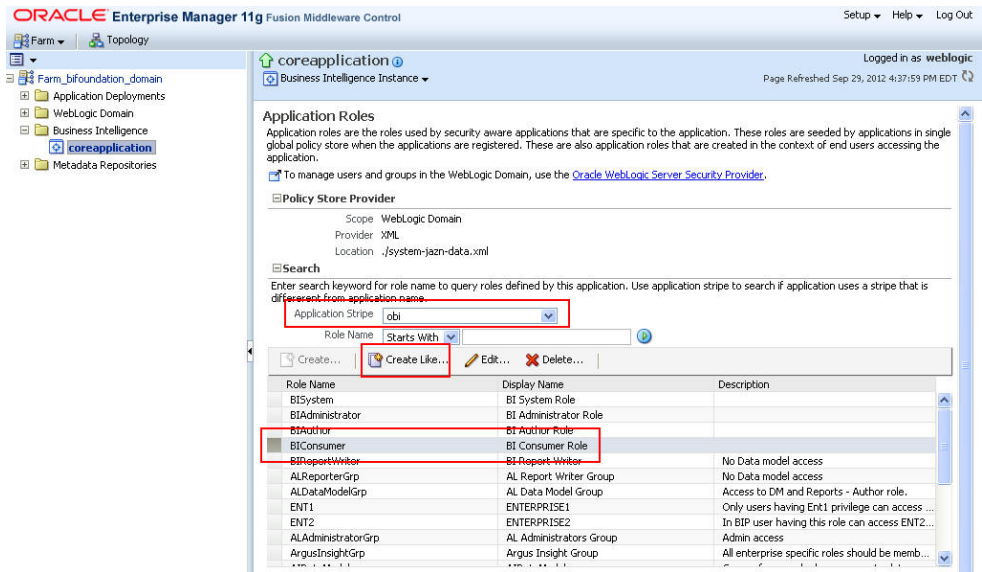 ORACLE Enterprise Manager 11g Fusion Middleware Control
Setup Help Log Out
Farm Topology
Farm_bifoundation_domain
Application Deployments
WebLogic Domain
Business Intelligence
coreapplication
Metadata Repositories
coreapplication
Logged in as weblogic
Business Intelligence Instance
Page Refreshed Sep 29, 2012 4:37:59 PM EDT
Application Roles
Application roles are the roles used by security aware applications that are specific to the application. These roles are seeded by applications in single
global policy store when the applications are registered. These are also application roles that are created in the context of end users accessing the
application.
To manage users and groups in the WebLogic Domain, use the Oracle WebLogic Server Security Provider.
Policy Store Provider
Scope WebLogic Domain
Provider XML
Location ./system-jazn-data.xml
Search
Enter search keyword for role name to query roles defined by this application. Use application stripe to search if application uses a stripe that is
differerent from application name.
Application Stripe obi
Role Name Starts With
Create... Create Like... Edit... Delete...
Role Name Display Name Description
BISystem BI System Role
BIAdministrator BI Administrator Role
BIAuthor BI Author Role
BIConsumer BI Consumer Role
BIReportWriter BI Report Writer No Data model access
ALReporterGrp AL Report Writer Group No Data model access
ALDataModelGrp AL Data Model Group Access to DM and Reports - Author role.
ENT1 ENTERPRISE1 Only users having Ent1 privilege can access ...
ENT2 ENTERPRISE2 In BIP user having this role can access ENT2...
ALAdministratorGrp AL Administrators Group Admin access
ArgusInsightGrp Argus Insight Group All enterprise specific roles should be memb...